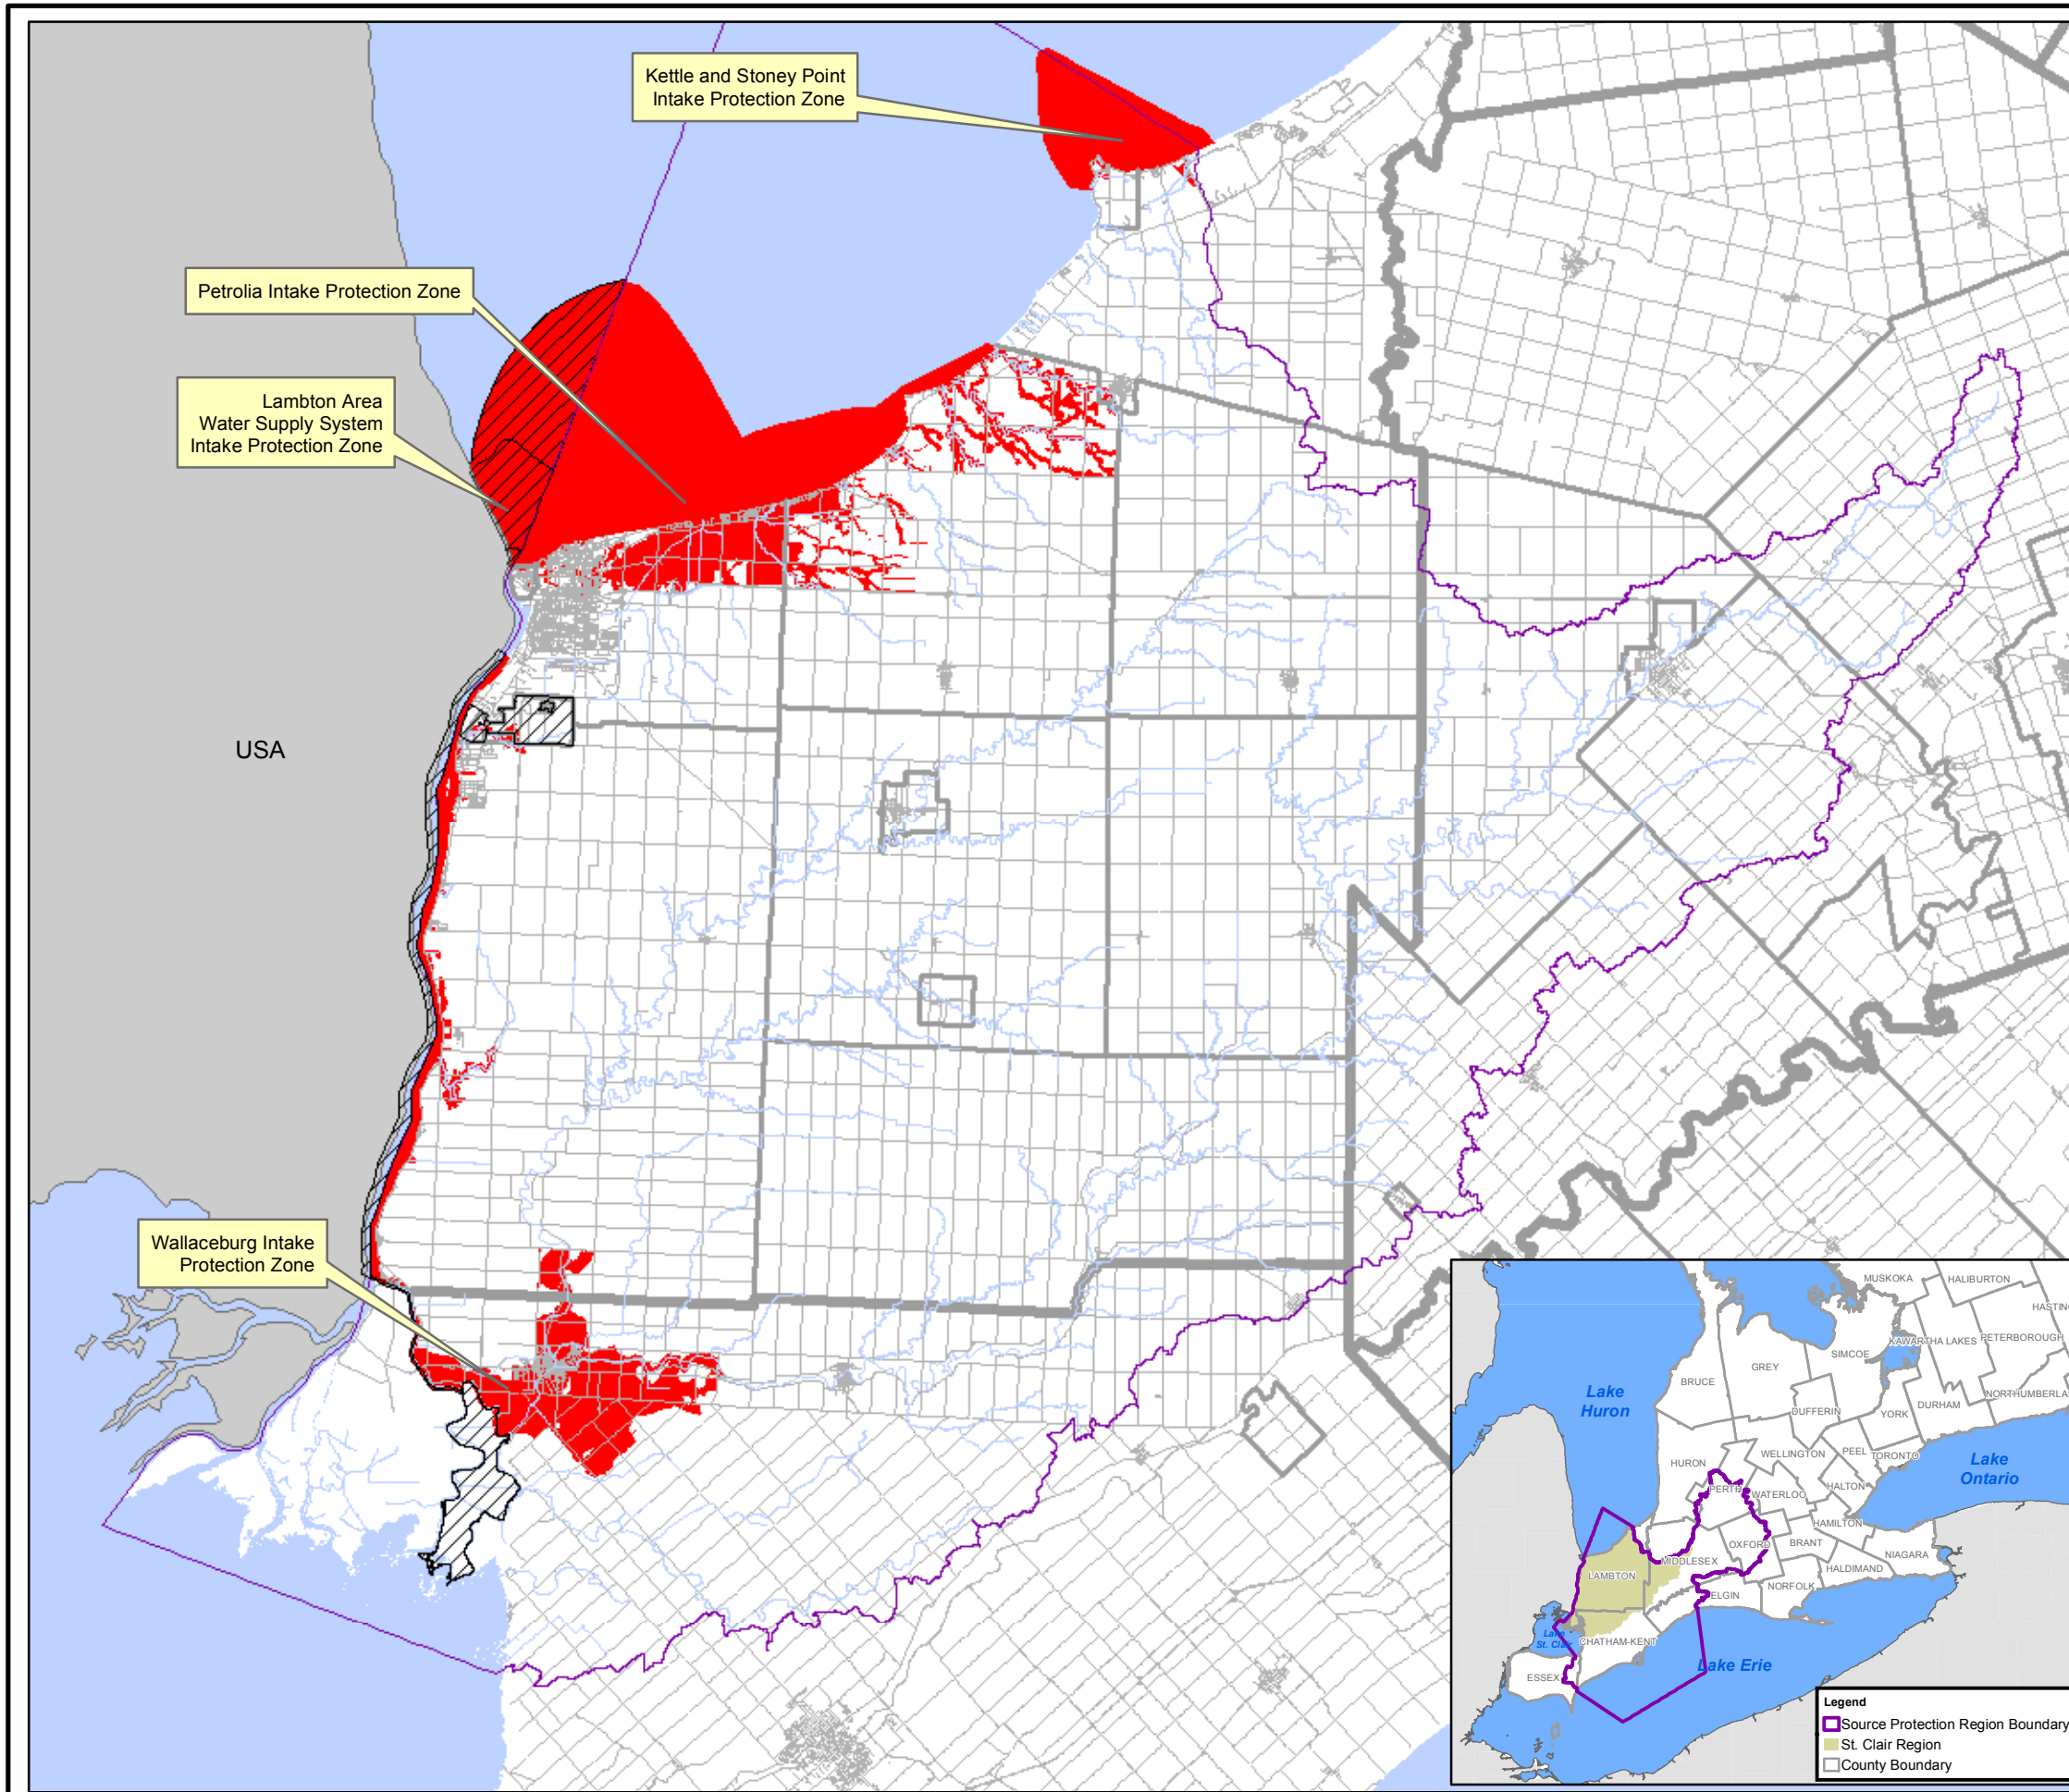 Kettle and Stoney Point
Intake Protection Zone
Petrolia Intake Protection Zone
Lambton Area
Water Supply System
Intake Protection Zone
USA
Wallaceburg Intake
Protection Zone
MUSKOKA
HALIBURTON
KAWARTHA LAKES
PETERBOROUGH
SIMCOE
GREY
BRUCE
Lake
Huron
DUFFERIN
YORK
DURHAM
WELLINGTON
PEEL
TORONTO
HURON
Lake
Ontario
PERTH
WATERLOO
HALTON
HAMILTON
OXFORD
BRANT
NIAGARA
MIDDLESEX
LAMBTON
HALDIMAND
NORFOLK
ELGIN
Lake
St. Clair
CHATHAM-KENT
Lake Erie
ESSEX
Legend
Source Protection Region Boundary
St. Clair Region
County Boundary